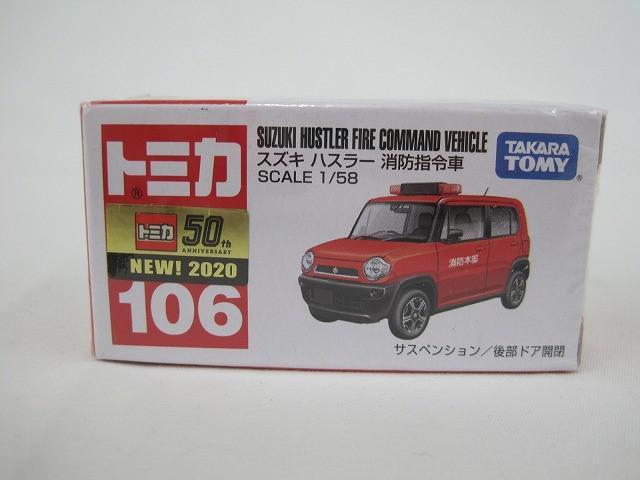 トミカ
®
トミカ 50th
ANNIVERSARY
NEW! 2020
106
SUZUKI HUSTLER FIRE COMMAND VEHICLE
スズキ ハスラー 消防指令車
SCALE 1/58
TAKARA
TOMY®
消防本部
サスペンション／後部ドア開閉